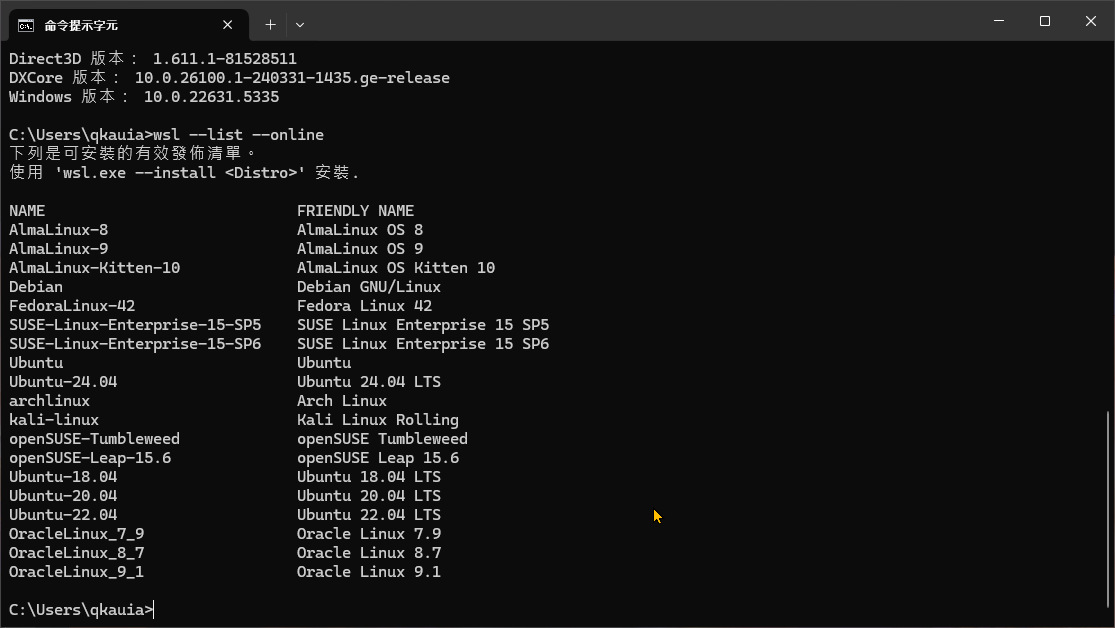 命令提示字元
Direct3D 版本： 1.611.1-81528511
DXCore 版本： 10.0.26100.1-240331-1435.ge-release
Windows 版本： 10.0.22631.5335
C:\Users\qkauia>wsl --list --online
下列是可安裝的有效發佈清單。
使用 'wsl.exe --install <Distro>' 安裝.
NAME FRIENDLY NAME
AlmaLinux-8 AlmaLinux OS 8
AlmaLinux-9 AlmaLinux OS 9
AlmaLinux-Kitten-10 AlmaLinux OS Kitten 10
Debian Debian GNU/Linux
FedoraLinux-42 Fedora Linux 42
SUSE-Linux-Enterprise-15-SP5 SUSE Linux Enterprise 15 SP5
SUSE-Linux-Enterprise-15-SP6 SUSE Linux Enterprise 15 SP6
Ubuntu Ubuntu
Ubuntu-24.04 Ubuntu 24.04 LTS
archlinux Arch Linux
kali-linux Kali Linux Rolling
openSUSE-Tumbleweed openSUSE Tumbleweed
openSUSE-Leap-15.6 openSUSE Leap 15.6
Ubuntu-18.04 Ubuntu 18.04 LTS
Ubuntu-20.04 Ubuntu 20.04 LTS
Ubuntu-22.04 Ubuntu 22.04 LTS
OracleLinux_7_9 Oracle Linux 7.9
OracleLinux_8_7 Oracle Linux 8.7
OracleLinux_9_1 Oracle Linux 9.1
C:\Users\qkauia>